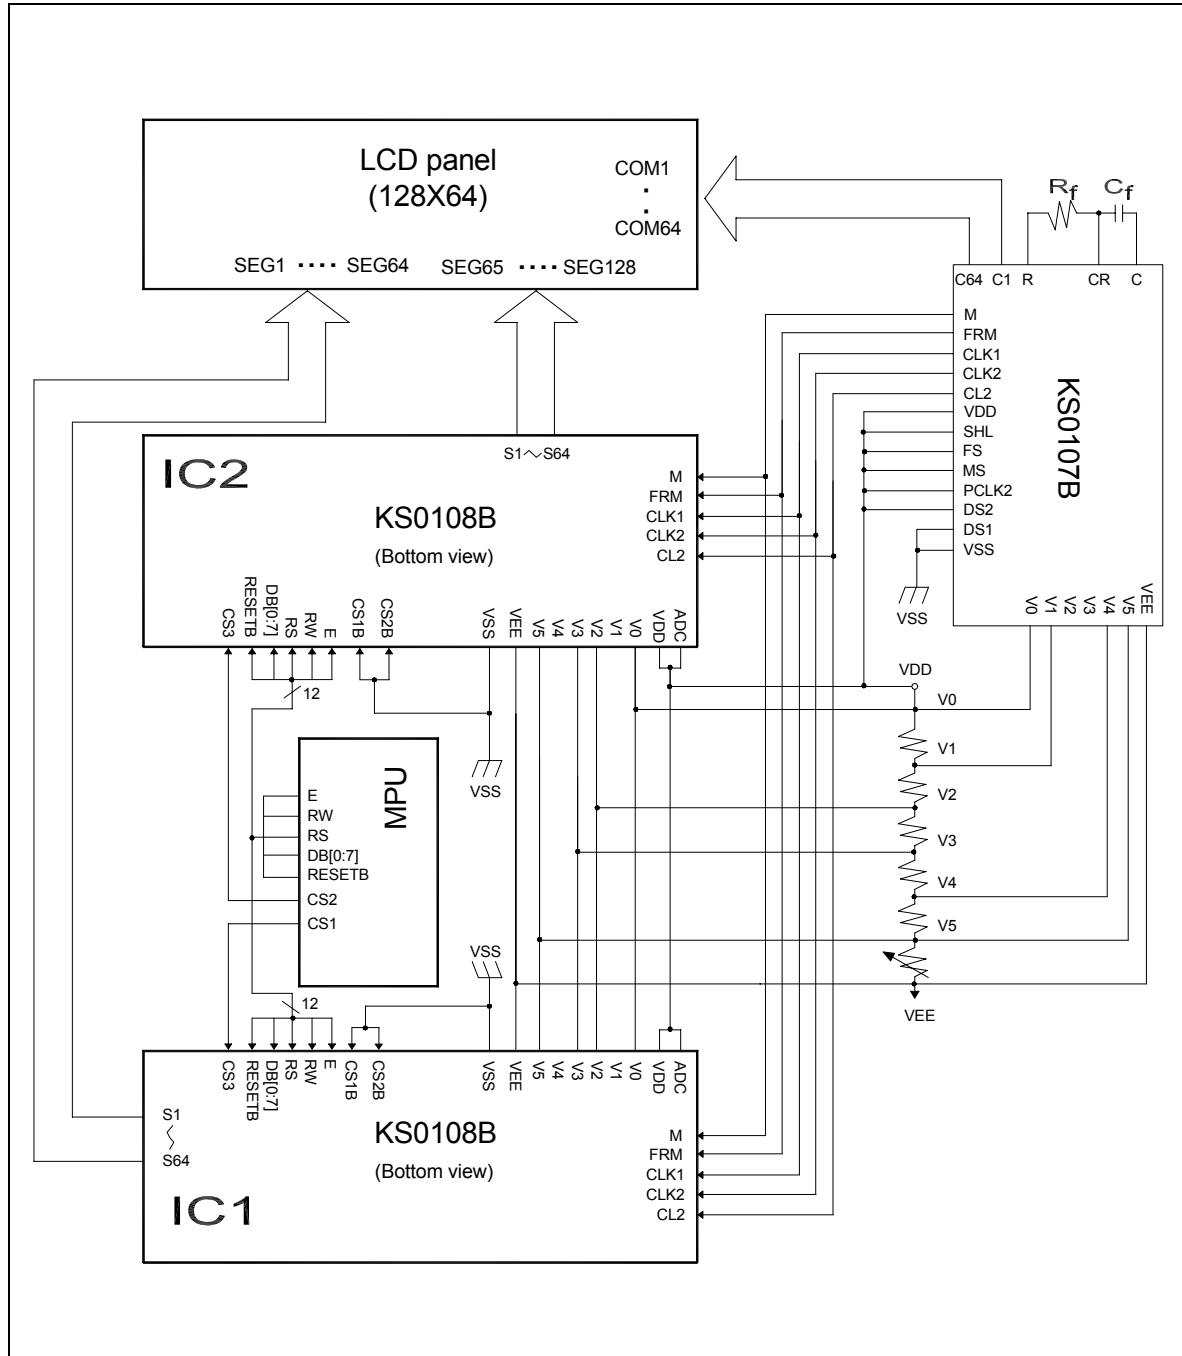 LCD panel
(128X64)
COM1
.
.
COM64
SEG1 ···· SEG64 SEG65 ···· SEG128
Rf Cf
C64 C1 R CR C
M
FRM
CLK1
CLK2
CL2
VDD
SHL
FS
MS
PCLK2
DS2
DS1
VSS
KS0107B
V0 V1 V2 V3 V4 V5 VEE
VSS
IC2
S1~S64
KS0108B
(Bottom view)
M
FRM
CLK1
CLK2
CL2
CS3 RESETB DB[0:7] RS RW E CS1B CS2B VSS VEE V5 V4 V3 V2 V1 V0 VDD ADC
12
VSS
VDD
V0
V1
V2
V3
V4
V5
VEE
MPU
E
RW
RS
DB[0:7]
RESETB
CS2
CS1
VSS
12
CS3 RESETB DB[0:7] RS RW E CS1B CS2B VSS VEE V5 V4 V3 V2 V1 V0 VDD ADC
S1
~
S64
KS0108B
(Bottom view)
IC1
M
FRM
CLK1
CLK2
CL2